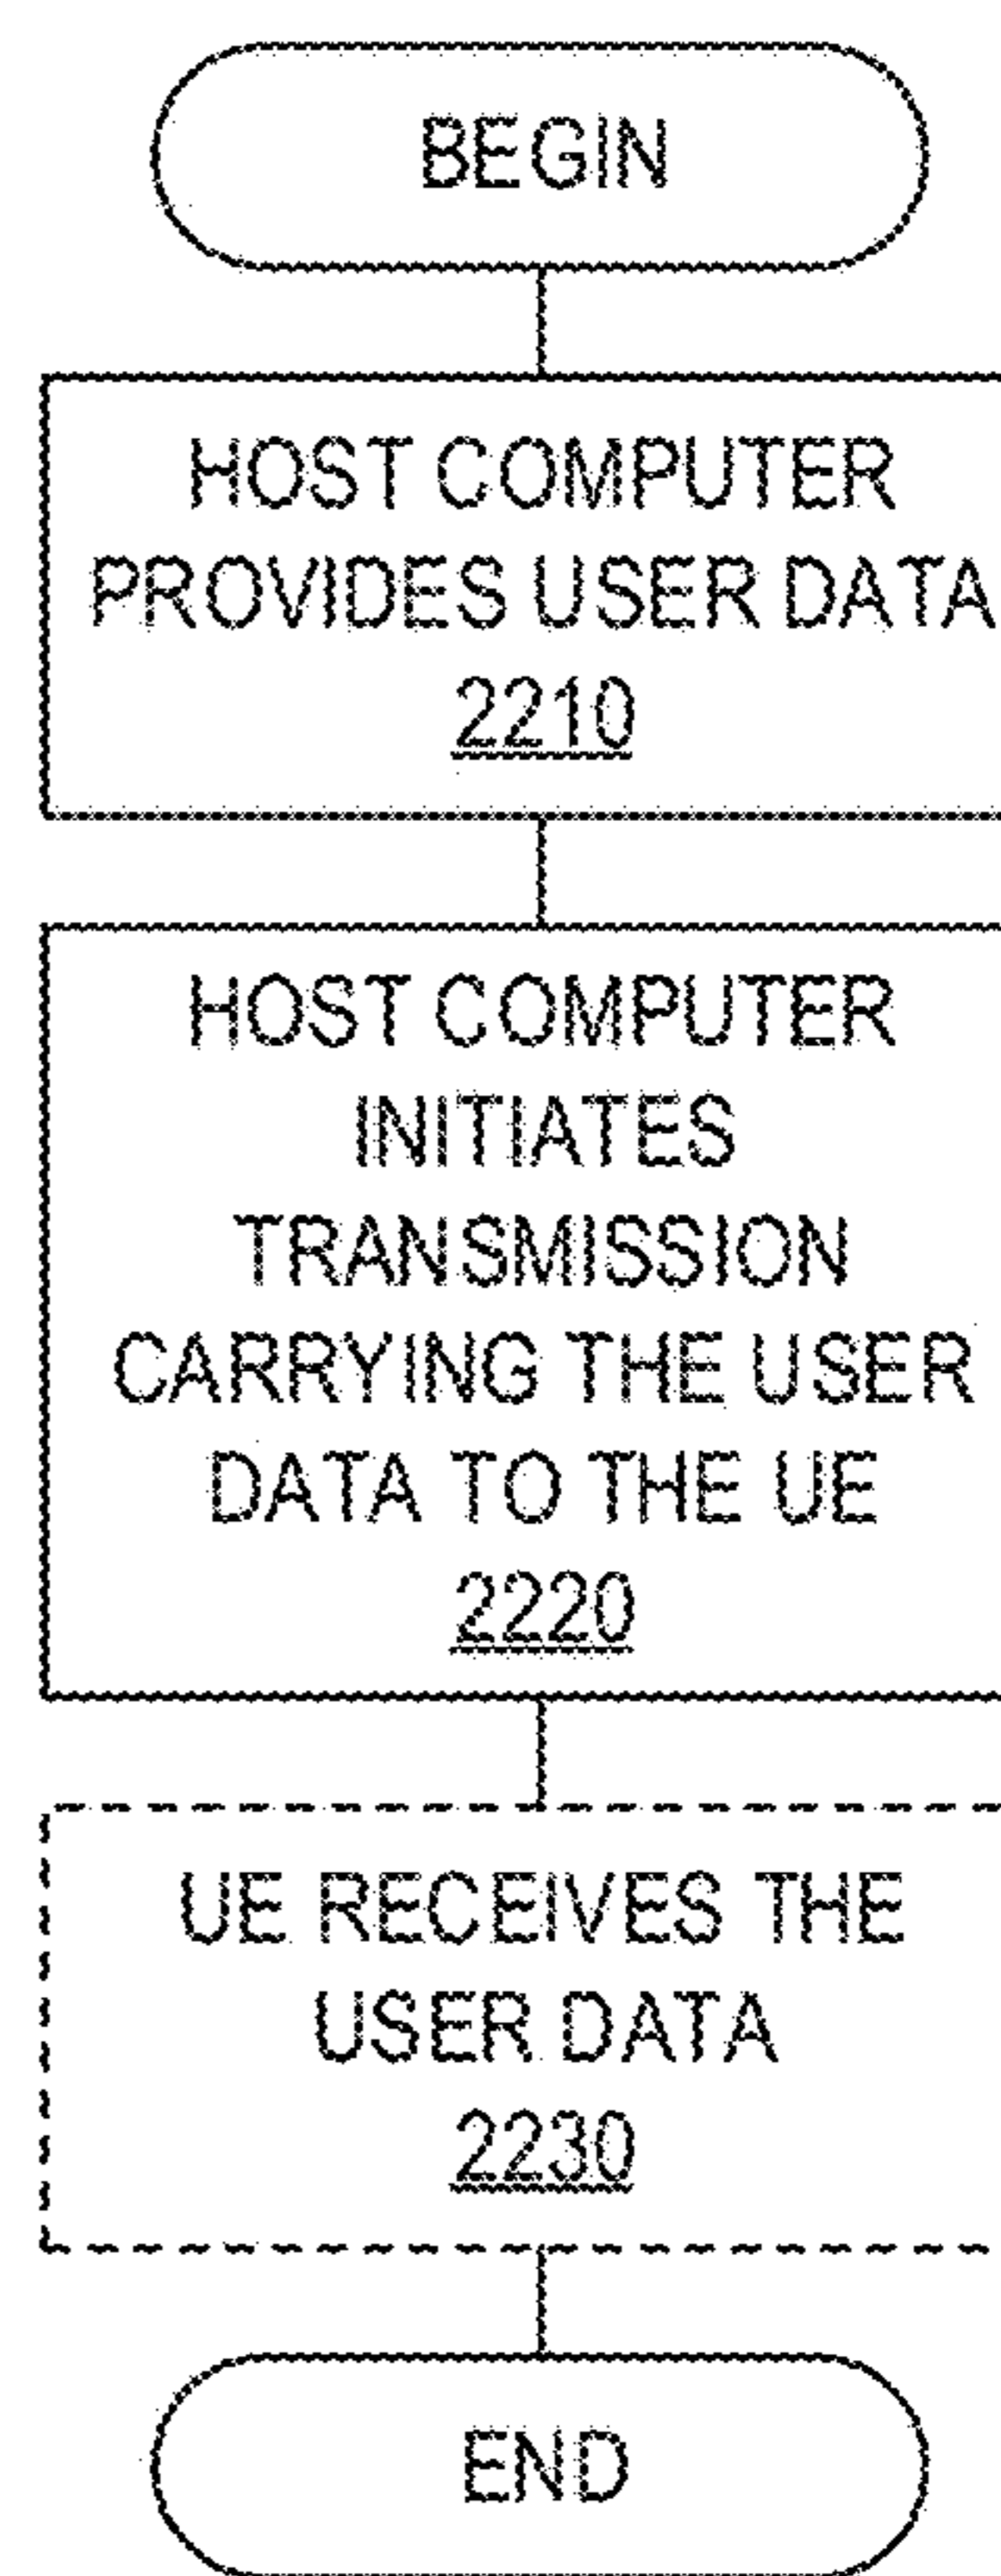 BEGIN
HOST COMPUTER
PROVIDES USER DATA
2210
HOST COMPUTER
INITIATES
TRANSMISSION
CARRYING THE USER
DATA TO THE UE
2220
UE RECEIVES THE
USER DATA
2230
END